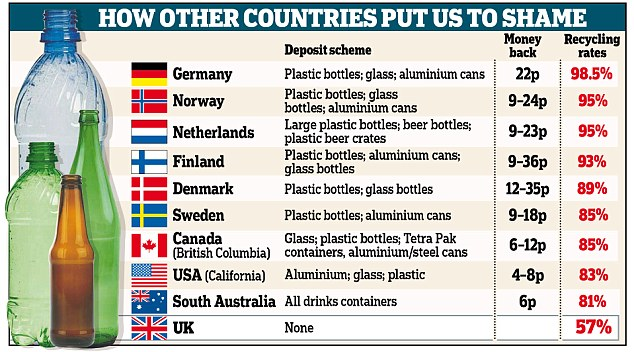 HOW OTHER COUNTRIES PUT US TO SHAME
Deposit scheme
Money back
Recycling rates
Germany Plastic bottles; glass; aluminium cans 22p 98.5%
Norway Plastic bottles; glass bottles; aluminium cans 9-24p 95%
Netherlands Large plastic bottles; beer bottles; plastic beer crates 9-23p 95%
Finland Plastic bottles; aluminium cans; glass bottles 9-36p 93%
Denmark Plastic bottles; glass bottles 12-35p 89%
Sweden Plastic bottles; aluminium cans 9-18p 85%
Canada (British Columbia) Glass; plastic bottles; Tetra Pak containers, aluminium/steel cans 6-12p 85%
USA (California) Aluminium; glass; plastic 4-8p 83%
South Australia All drinks containers 6p 81%
UK None 57%